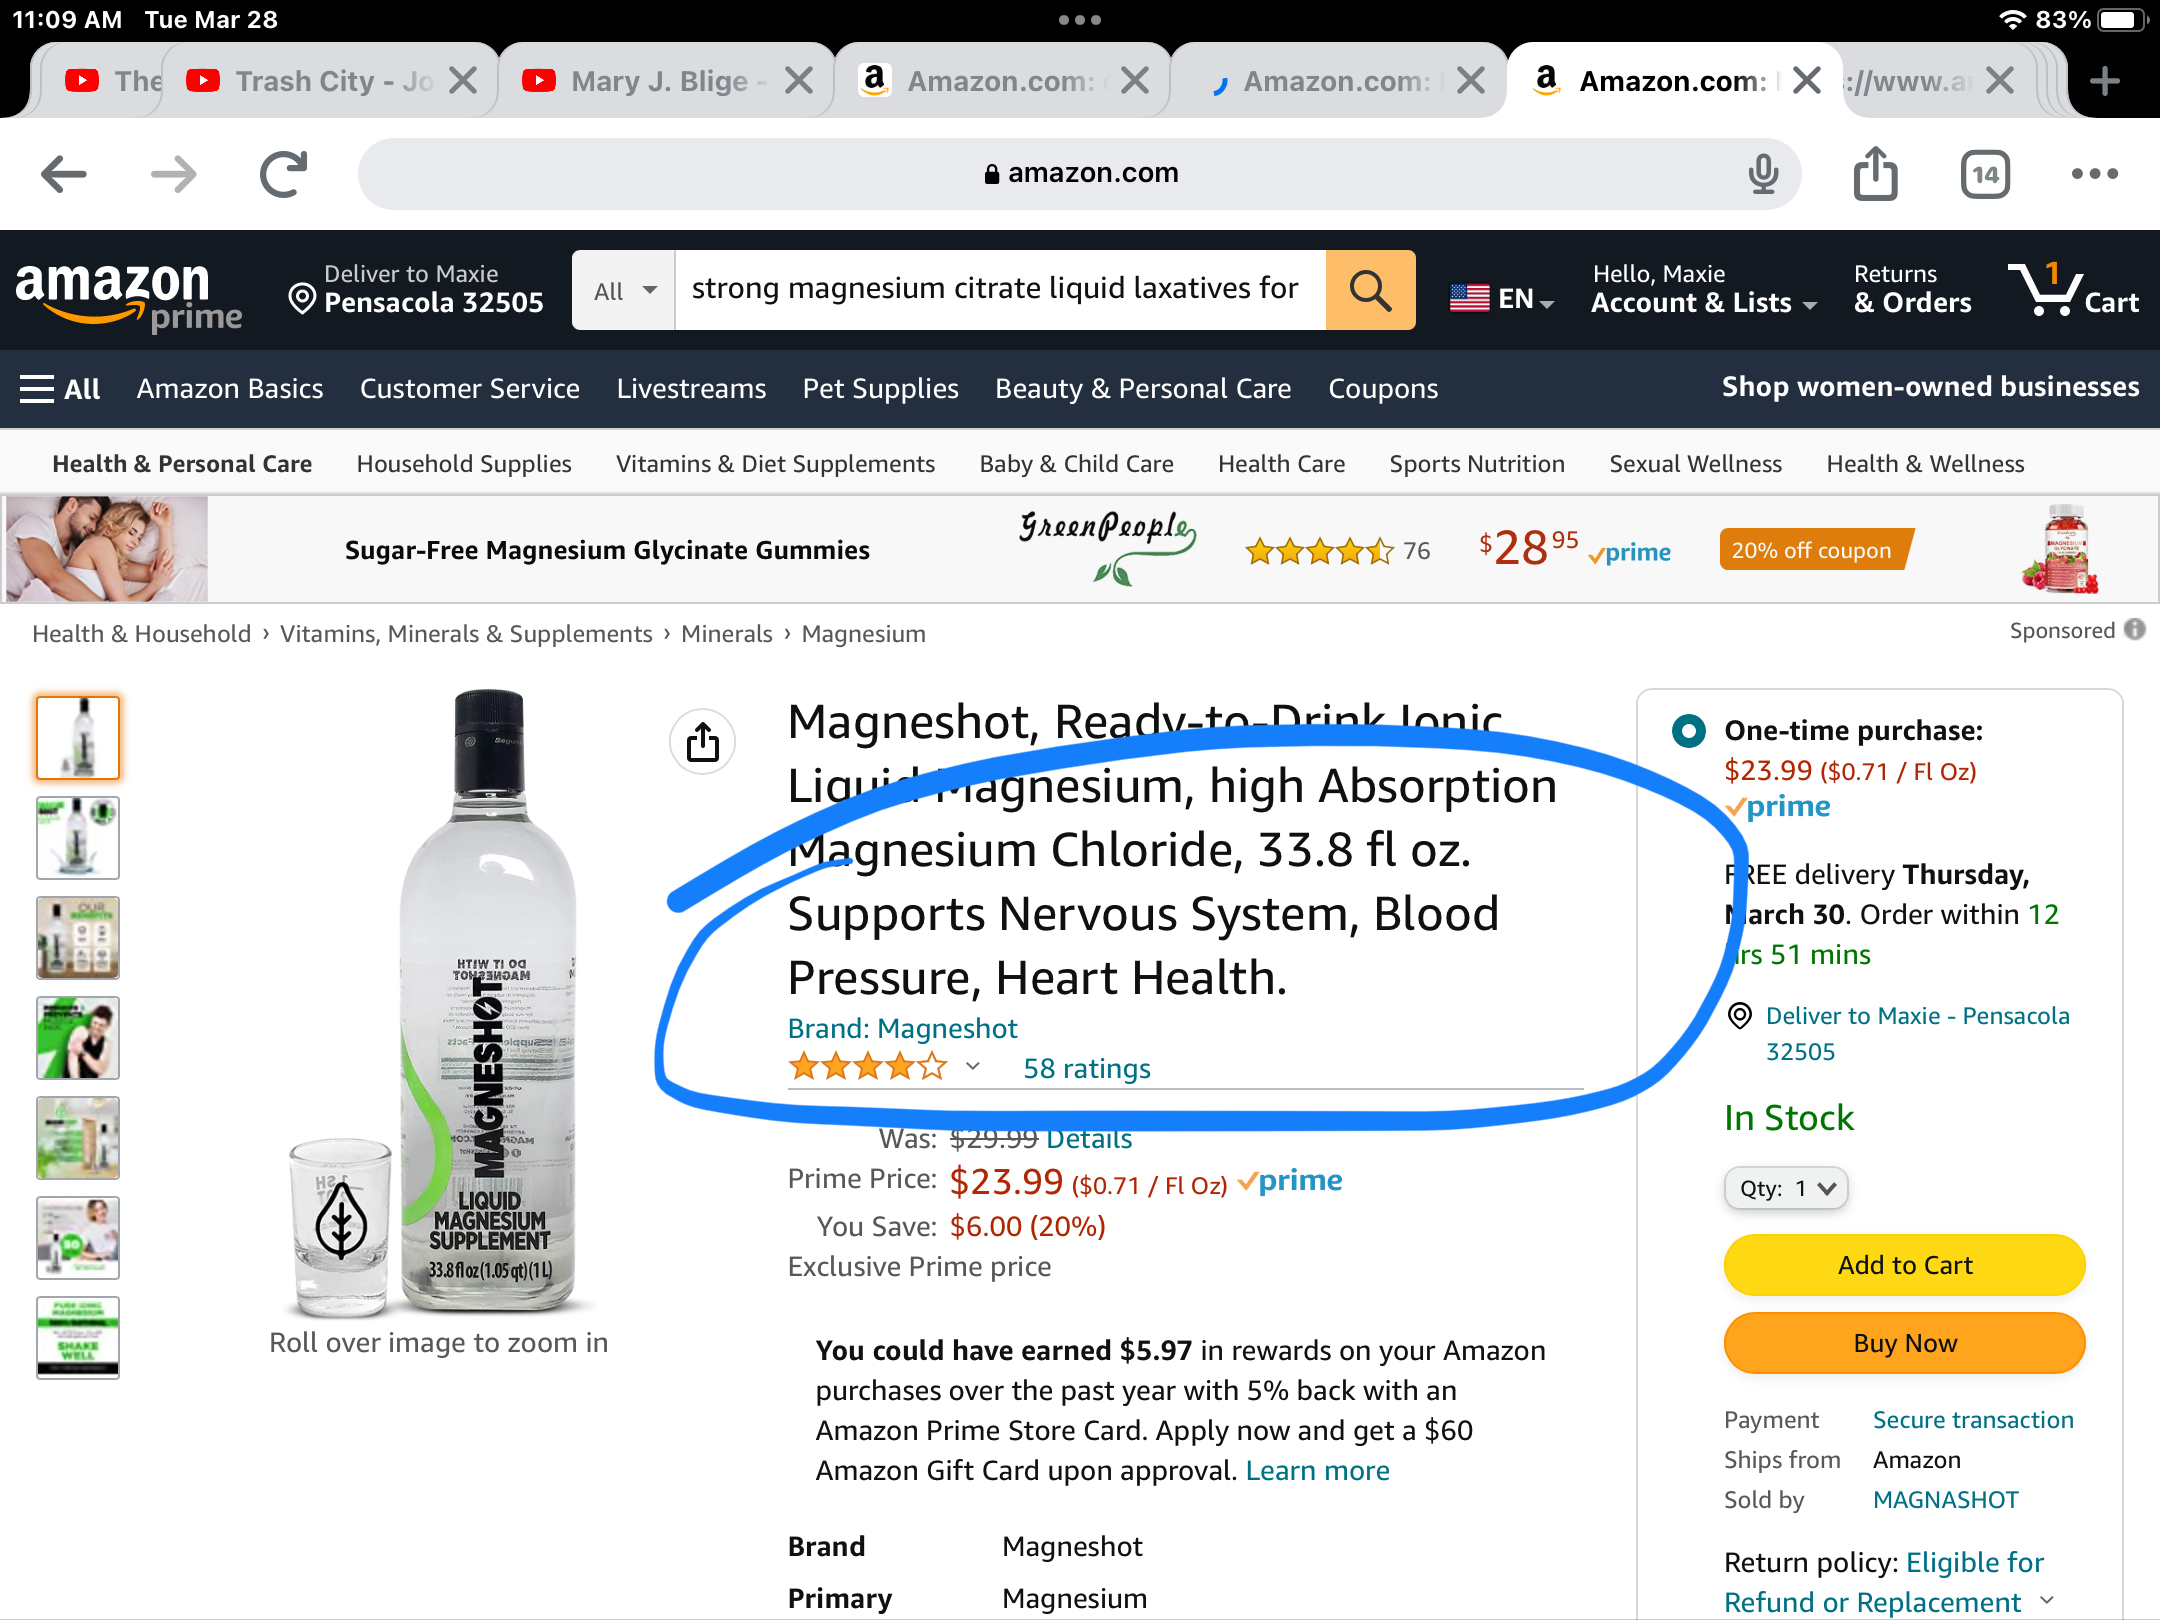 11:09 AM Tue Mar 28
83%
The
Trash City - Jo
Mary J. Blige -
Amazon.com:
Amazon.com:
Amazon.com:
://www.a
amazon.com
14
amazon
prime
Deliver to Maxie
Pensacola 32505
All
strong magnesium citrate liquid laxatives for
EN
Hello, Maxie
Account & Lists
Returns
& Orders
1
Cart
All Amazon Basics Customer Service Livestreams Pet Supplies Beauty & Personal Care Coupons
Shop women-owned businesses
Health & Personal Care Household Supplies Vitamins & Diet Supplements Baby & Child Care Health Care Sports Nutrition Sexual Wellness Health & Wellness
Sugar-Free Magnesium Glycinate Gummies
GreenPeople
76
$28 95
prime
20% off coupon
Health & Household › Vitamins, Minerals & Supplements › Minerals › Magnesium
Sponsored
OUR
BENEFITS
SHAKE
WELL
MAGNESHOT
LIQUID
MAGNESIUM
SUPPLEMENT
33.8 fl oz (1.05 qt) (1 L)
Roll over image to zoom in
Magneshot, Ready-to-Drink Ionic
Liquid Magnesium, high Absorption
Magnesium Chloride, 33.8 fl oz.
Supports Nervous System, Blood
Pressure, Heart Health.
Brand: Magneshot
58 ratings
Was: $29.99 Details
Prime Price: $23.99 ($0.71 / Fl Oz) prime
You Save: $6.00 (20%)
Exclusive Prime price
You could have earned $5.97 in rewards on your Amazon
purchases over the past year with 5% back with an
Amazon Prime Store Card. Apply now and get a $60
Amazon Gift Card upon approval. Learn more
Brand Magneshot
Primary Magnesium
One-time purchase:
$23.99 ($0.71 / Fl Oz)
prime
FREE delivery Thursday,
March 30. Order within 12
hrs 51 mins
Deliver to Maxie - Pensacola
32505
In Stock
Qty: 1
Add to Cart
Buy Now
Payment Secure transaction
Ships from Amazon
Sold by MAGNASHOT
Return policy: Eligible for
Refund or Replacement